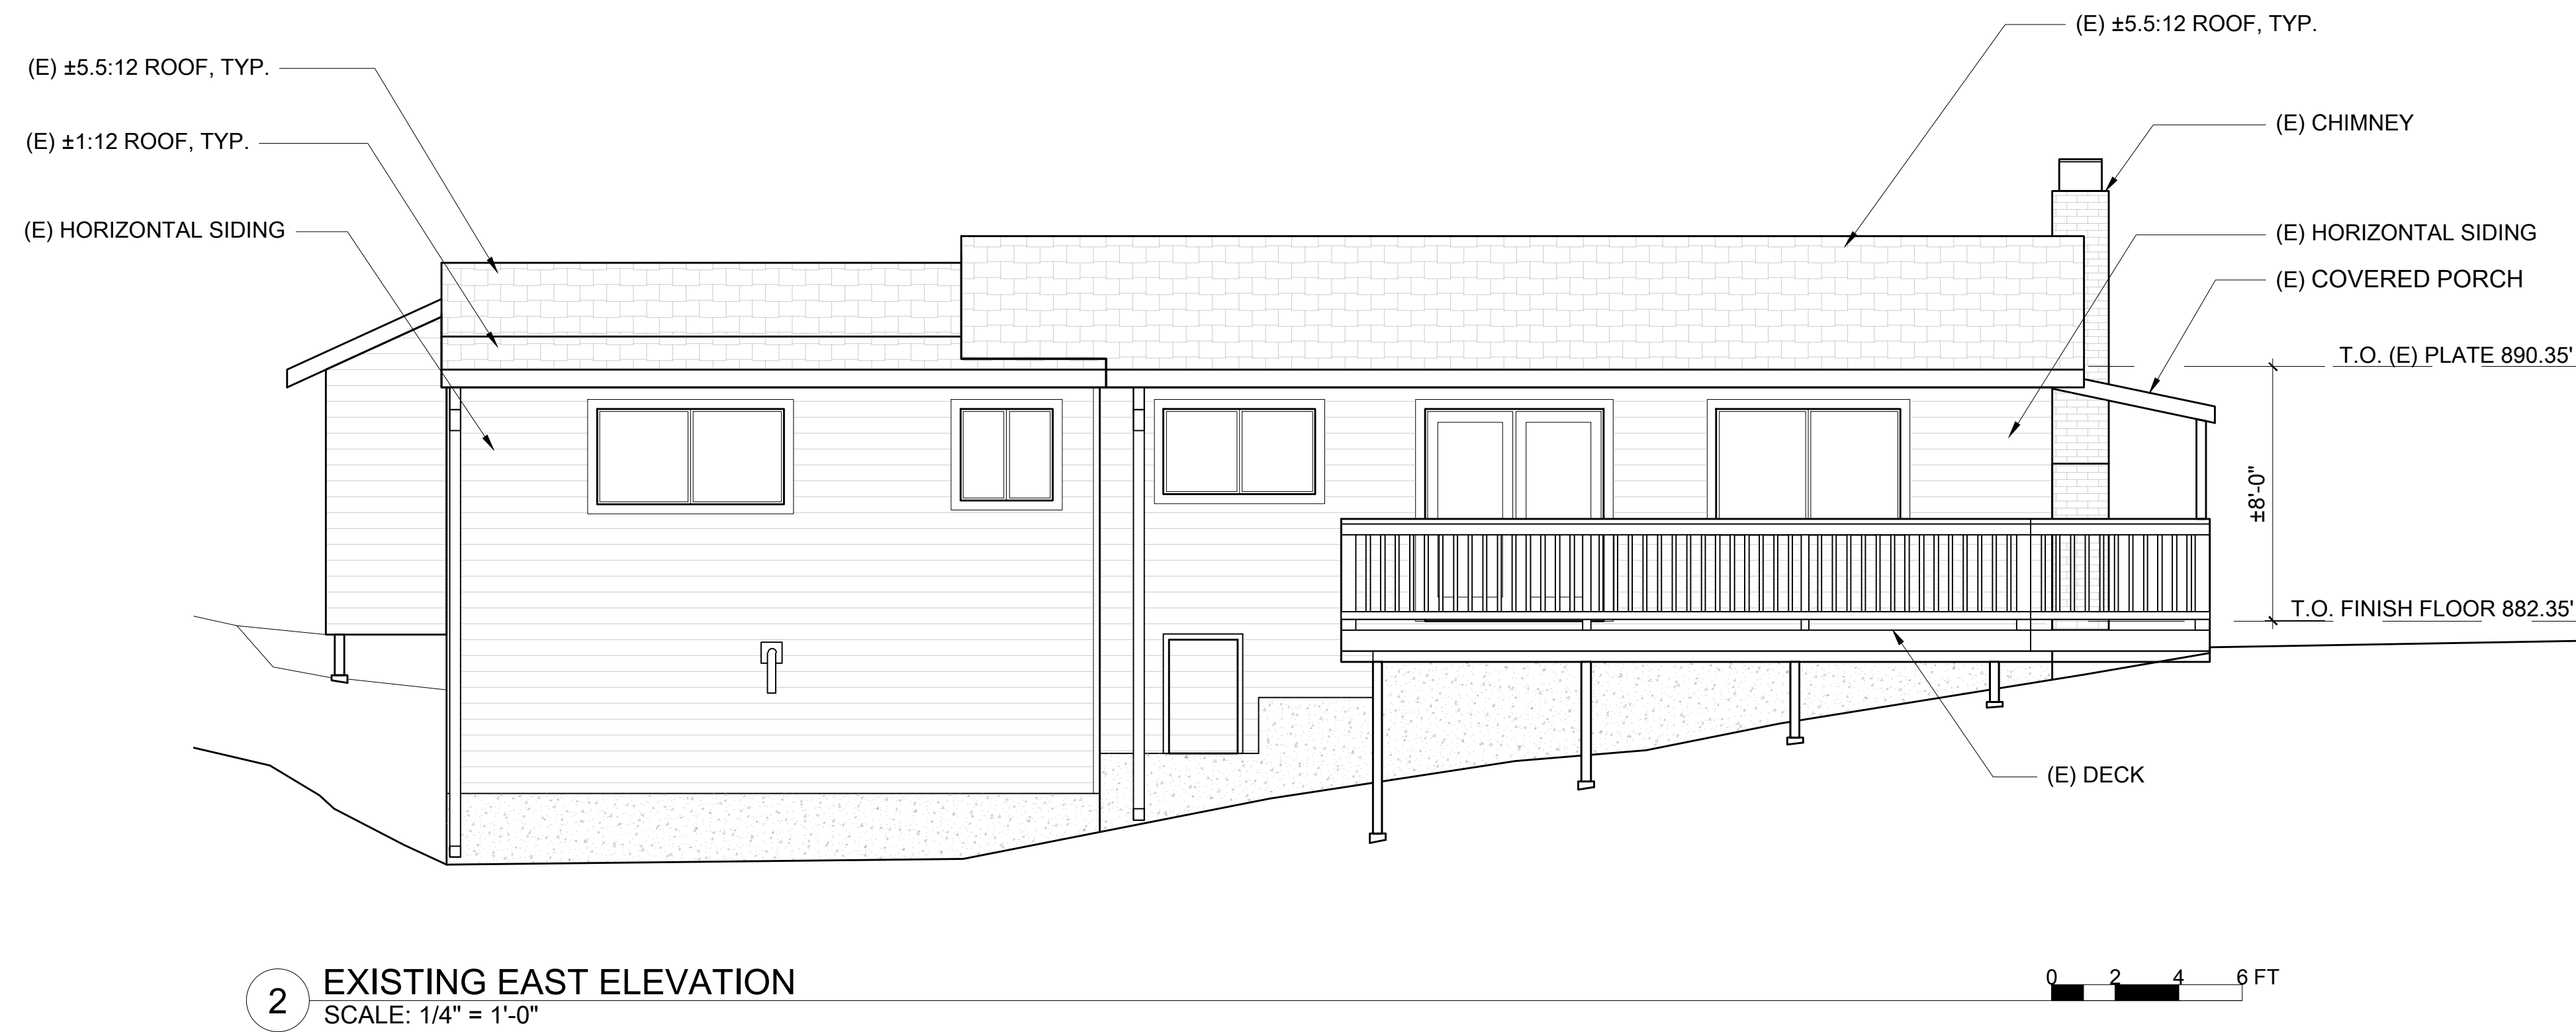 (E) ±5.5:12 ROOF, TYP.
(E) ±5.5:12 ROOF, TYP.
(E) CHIMNEY
(E) ±1:12 ROOF, TYP.
(E) HORIZONTAL SIDING
(E) HORIZONTAL SIDING
(E) COVERED PORCH
T.O. (E) PLATE 890.35'
±8'-0"
T.O. FINISH FLOOR 882.35'
(E) DECK
2
EXISTING EAST ELEVATION
SCALE: 1/4" = 1'-0"
0 2 4 6 FT